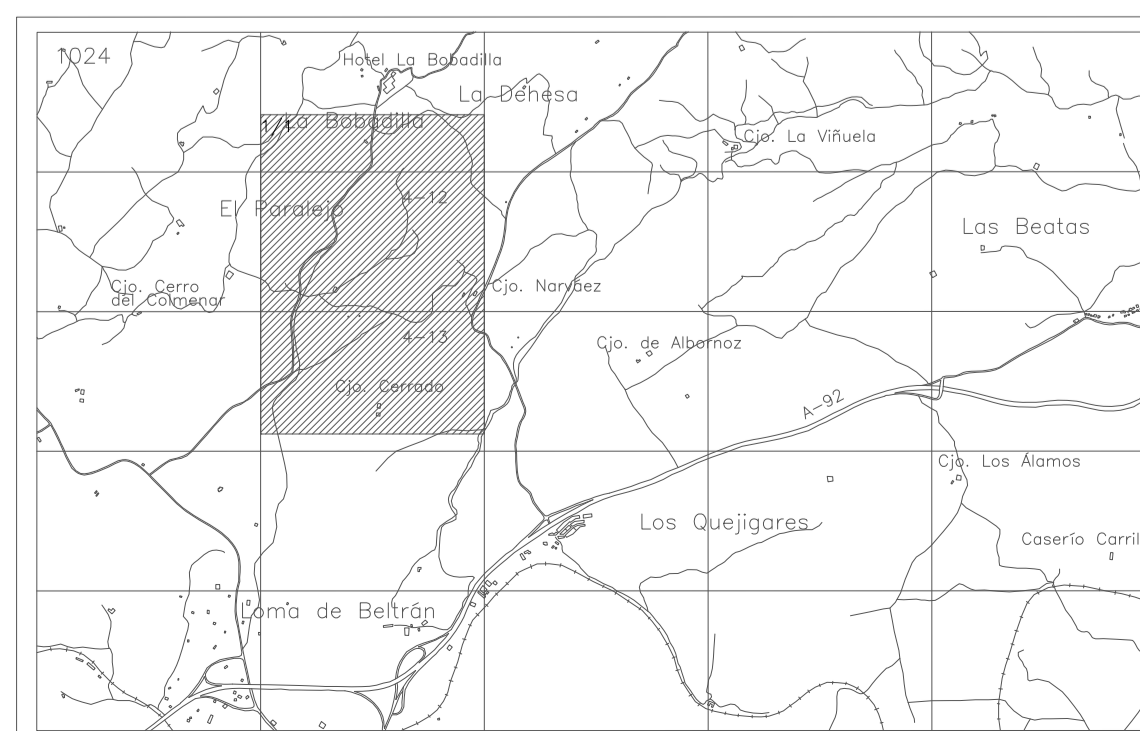 1024
Hotel La Bobadilla
La Dehesa
1/1
La Bobadilla
Cjo. La Viñuela
4-12
El Paralejo
Las Beatas
Cjo. Cerro
del Colmenar
Cjo. Narváez
4-13
Cjo. de Albornoz
Cjo. Cerrado
A-92
Cjo. Los Álamos
Los Quejigares
Caserío Carril
Loma de Beltrán